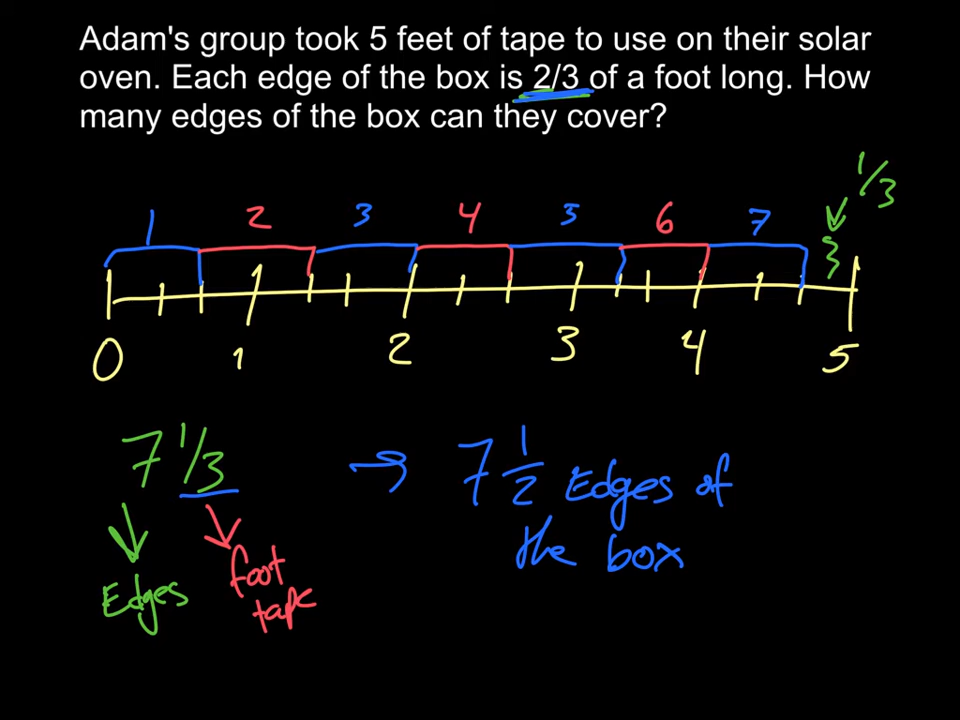 Adam's group took 5 feet of tape to use on their solar
oven. Each edge of the box is 2/3 of a foot long. How
many edges of the box can they cover?
1/3
1 2 3 4 5 6 7
0 1 2 3 4 5
7 1/3 → 7 1/2 Edges of
the box
Edges
foot
tape